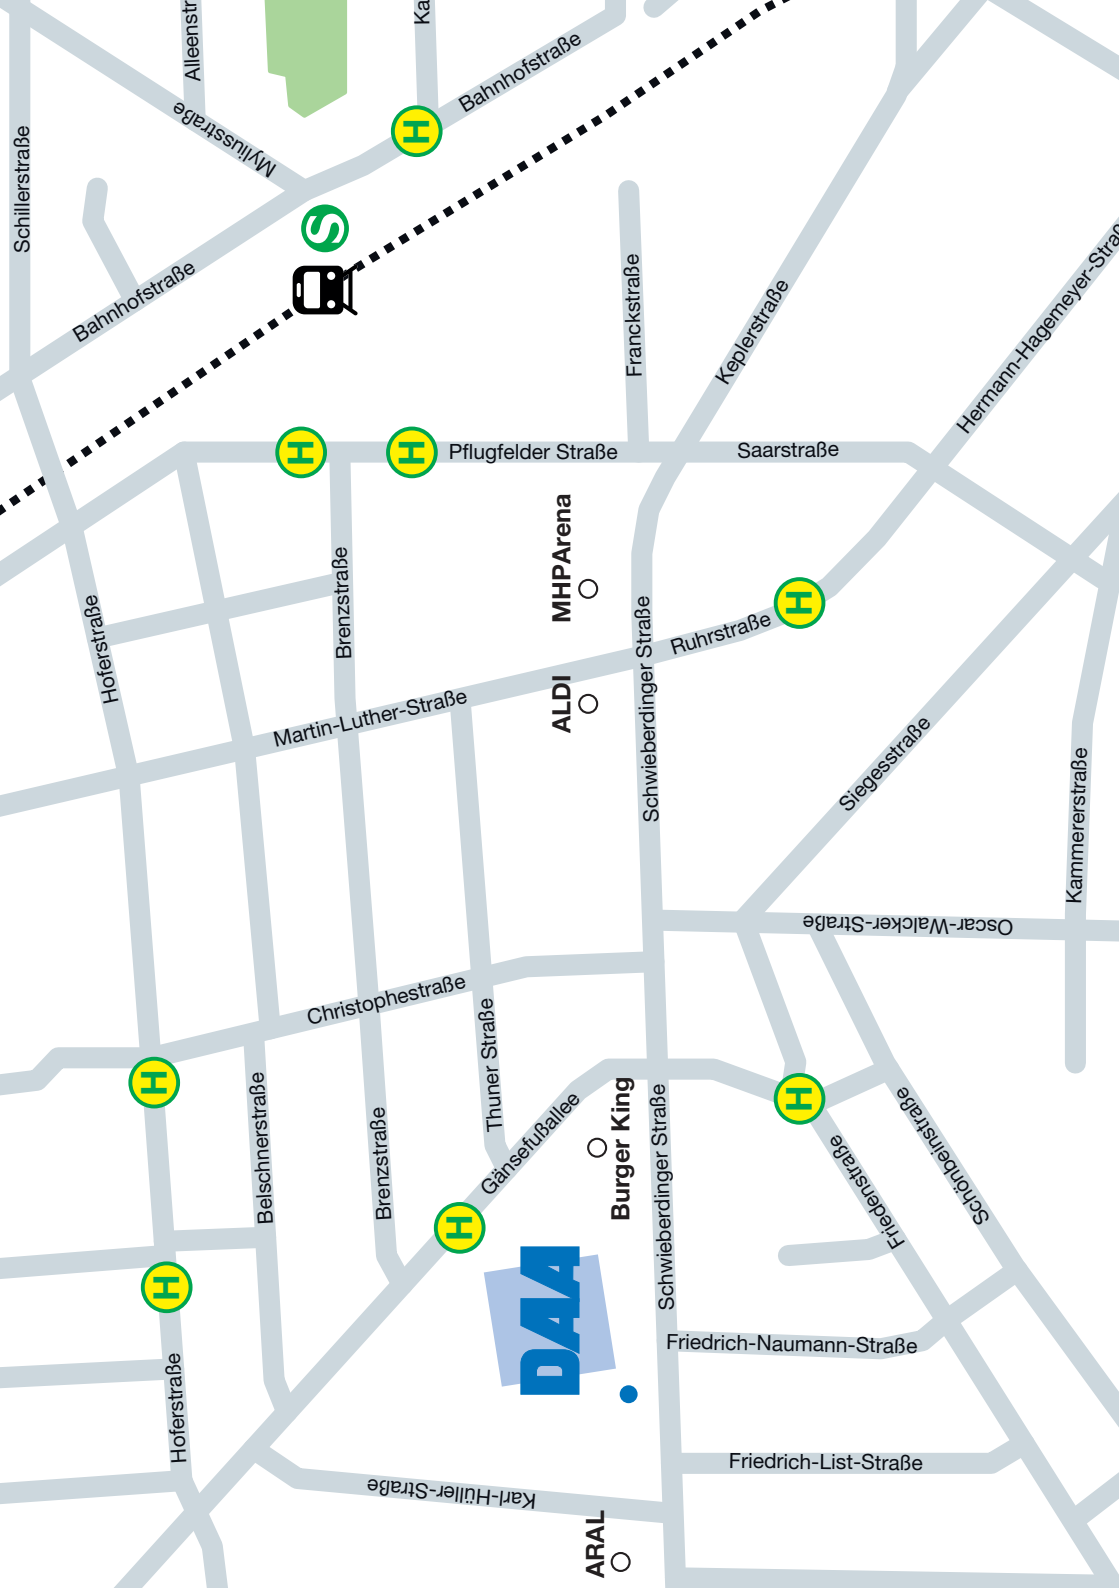 Alleenstr
Ka
Bahnhofstraße
Myliusstraße
H
Schillerstraße
S
Bahnhofstraße
Franckstraße
Keplerstraße
Hermann-Hagemeyer-Straß
H
H
Pflugfelder Straße
Saarstraße
MHPArena
Brenzstraße
Hoferstraße
H
Ruhrstraße
Schwieberdinger Straße
ALDI
Martin-Luther-Straße
Siegesstraße
Kammererstraße
Oscar-Walcker-Straße
Christophestraße
Thuner Straße
H
H
Belschnerstraße
Brenzstraße
Gänsefußallee
Burger King
Schwieberdinger Straße
Friedenstraße
Schönbeinstraße
H
H
DAA
Friedrich-Naumann-Straße
Hoferstraße
Friedrich-List-Straße
Karl-Hüller-Straße
ARAL